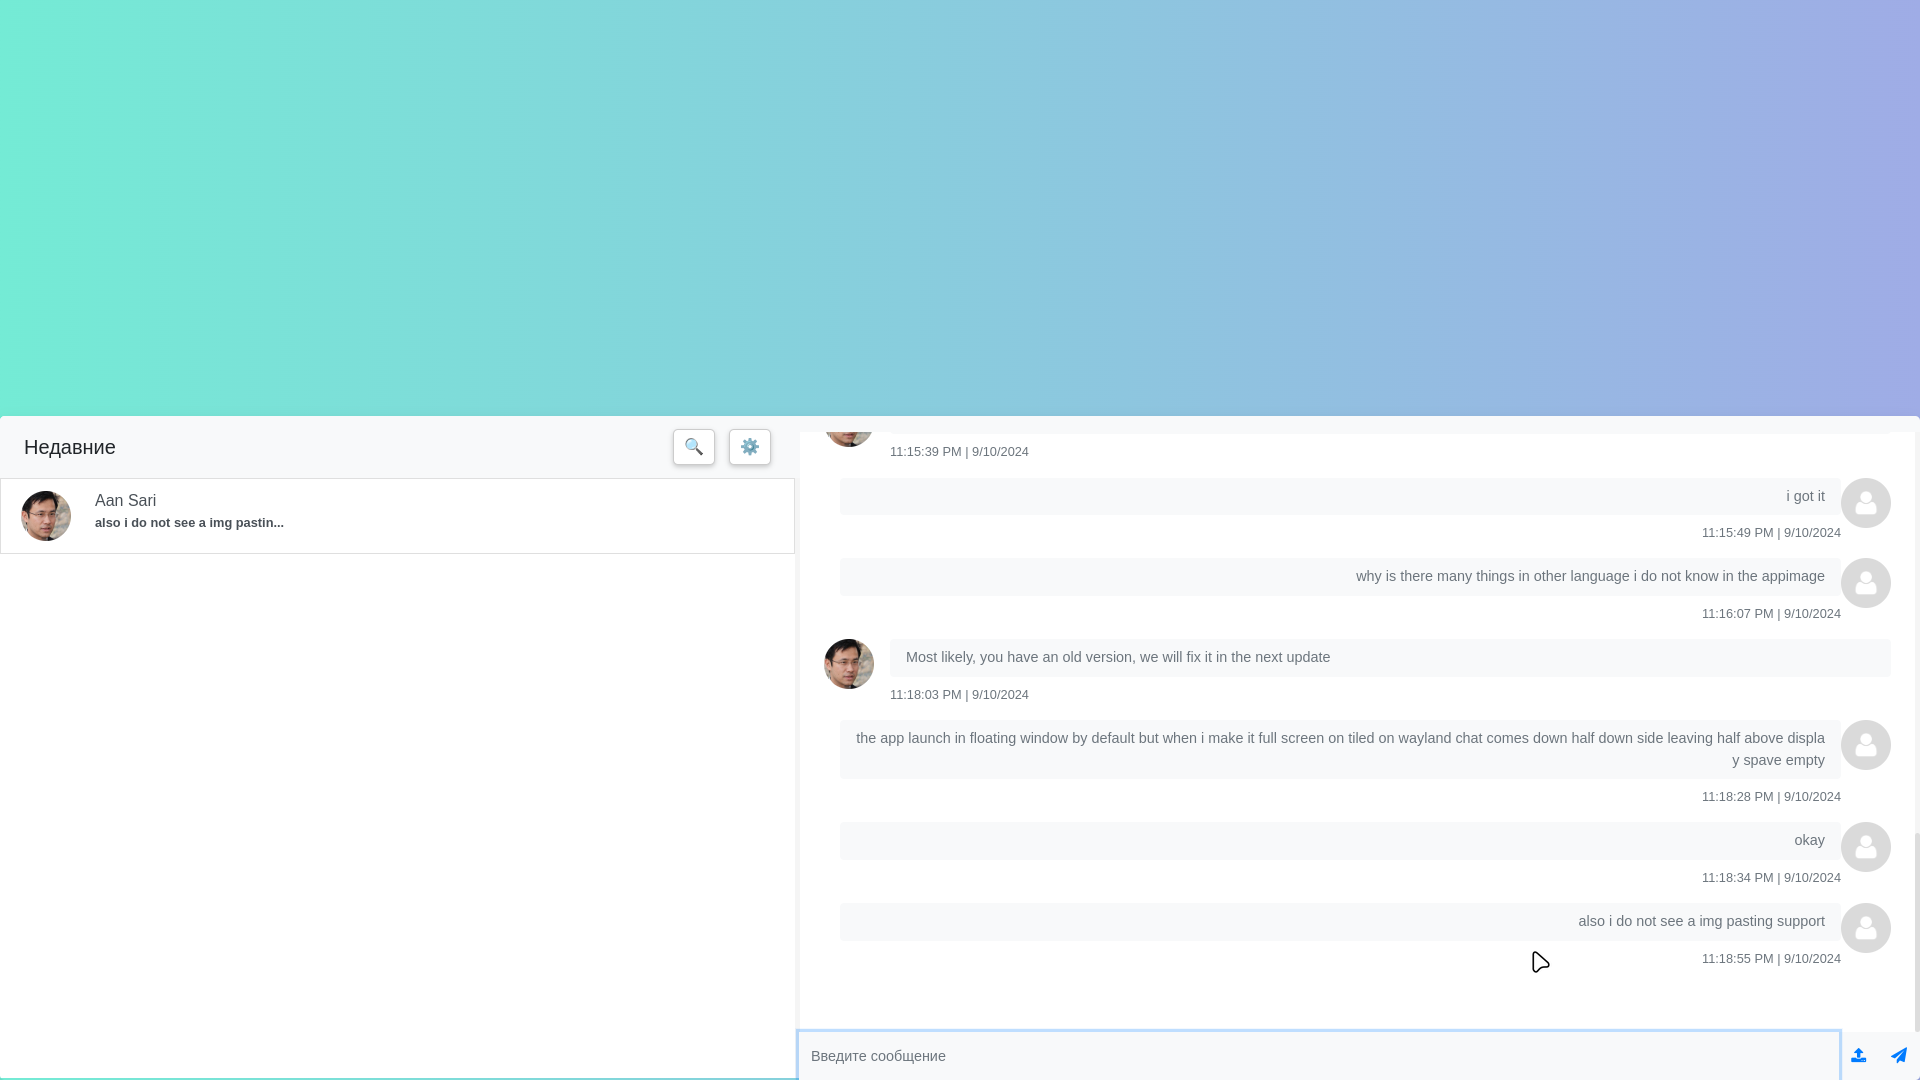 Недавние
Aan Sari
also i do not see a img pastin...
11:15:39 PM | 9/10/2024
i got it
11:15:49 PM | 9/10/2024
why is there many things in other language i do not know in the appimage
11:16:07 PM | 9/10/2024
Most likely, you have an old version, we will fix it in the next update
11:18:03 PM | 9/10/2024
the app launch in floating window by default but when i make it full screen on tiled on wayland chat comes down half down side leaving half above displa
y spave empty
11:18:28 PM | 9/10/2024
okay
11:18:34 PM | 9/10/2024
also i do not see a img pasting support
11:18:55 PM | 9/10/2024
Введите сообщение